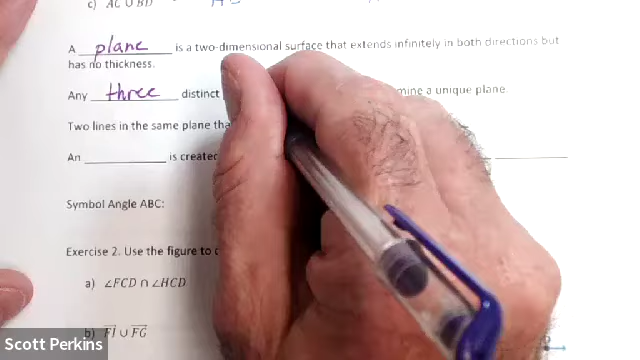 c) AC ∪ BD
A plane is a two-dimensional surface that extends infinitely in both directions but
has no thickness.
Any three distinct mine a unique plane.
Two lines in the same plane tha
An ____________ is created
Symbol Angle ABC:
Exercise 2. Use the figure to
a) ∠FCD ∩ ∠HCD
b) FI ∪ FG
Scott Perkins